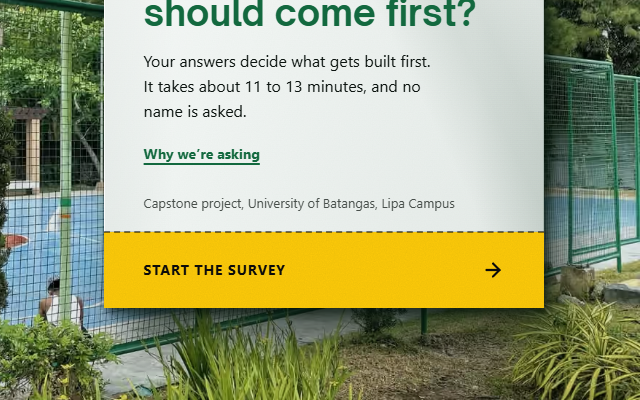 should come first?
Your answers decide what gets built first.
It takes about 11 to 13 minutes, and no
name is asked.
Why we're asking
Capstone project, University of Batangas, Lipa Campus
START THE SURVEY